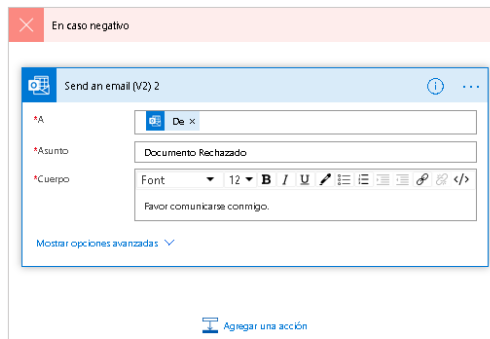 En caso negativo
Send an email (V2) 2
*A
De ×
*Asunto
Documento Rechazado
*Cuerpo
Font 12 B I U </>
Favor comunicarse conmigo.
Mostrar opciones avanzadas
Agregar una acción